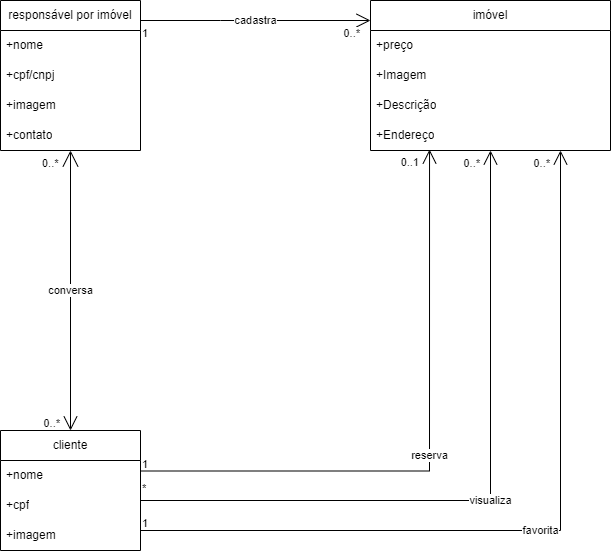 responsável por imóvel
+nome
+cpf/cnpj
+imagem
+contato
1
cadastra
0..*
imóvel
+preço
+Imagem
+Descrição
+Endereço
0..*
0..1
0..*
0..*
conversa
0..*
cliente
+nome
+cpf
+imagem
1
reserva
*
visualiza
1
favorita